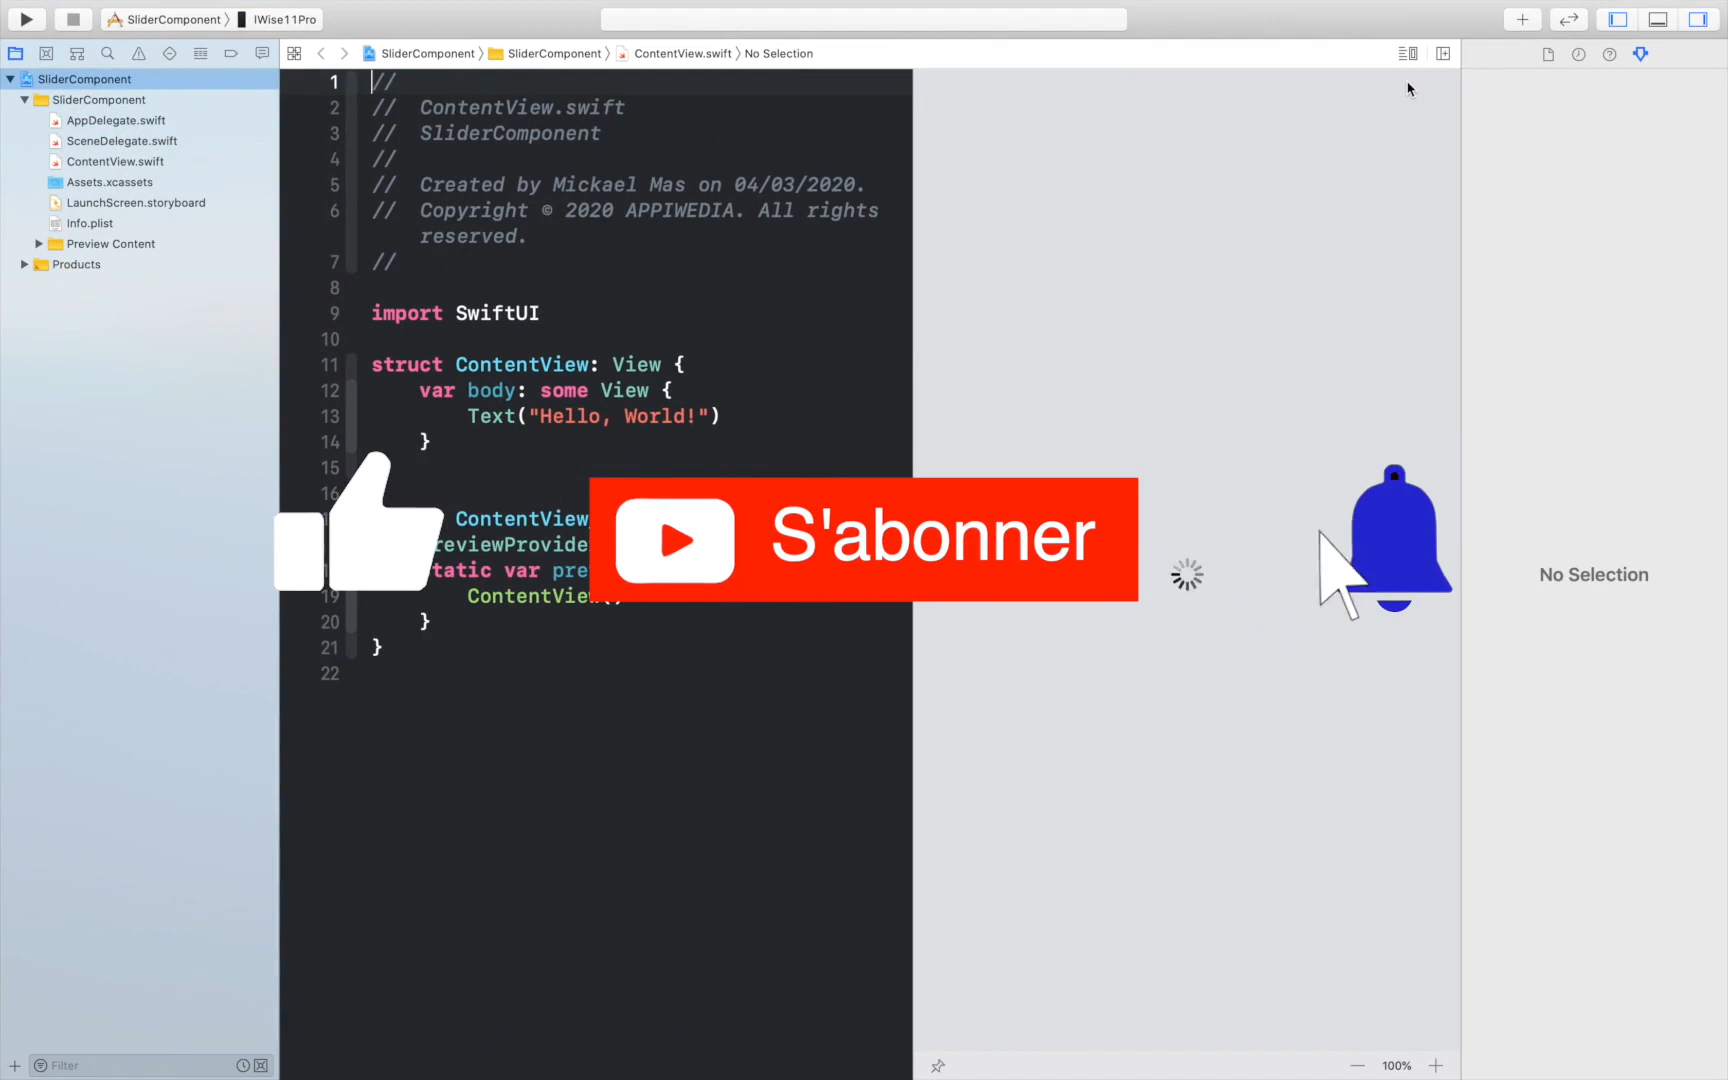 SliderComponent
IWise11Pro
SliderComponent
SliderComponent
ContentView.swift
No Selection
SliderComponent
SliderComponent
AppDelegate.swift
SceneDelegate.swift
ContentView.swift
Assets.xcassets
LaunchScreen.storyboard
Info.plist
Preview Content
Products
1 //
2 // ContentView.swift
3 // SliderComponent
4 //
5 // Created by Mickael Mas on 04/03/2020.
6 // Copyright © 2020 APPIWEDIA. All rights
reserved.
7 //
8
9 import SwiftUI
10
11 struct ContentView: View {
12 var body: some View {
13 Text("Hello, World!")
14 }
15
16
ContentView
reviewProvide
tatic var pre
19 ContentView()
20 }
21 }
22
S'abonner
No Selection
Filter
100%